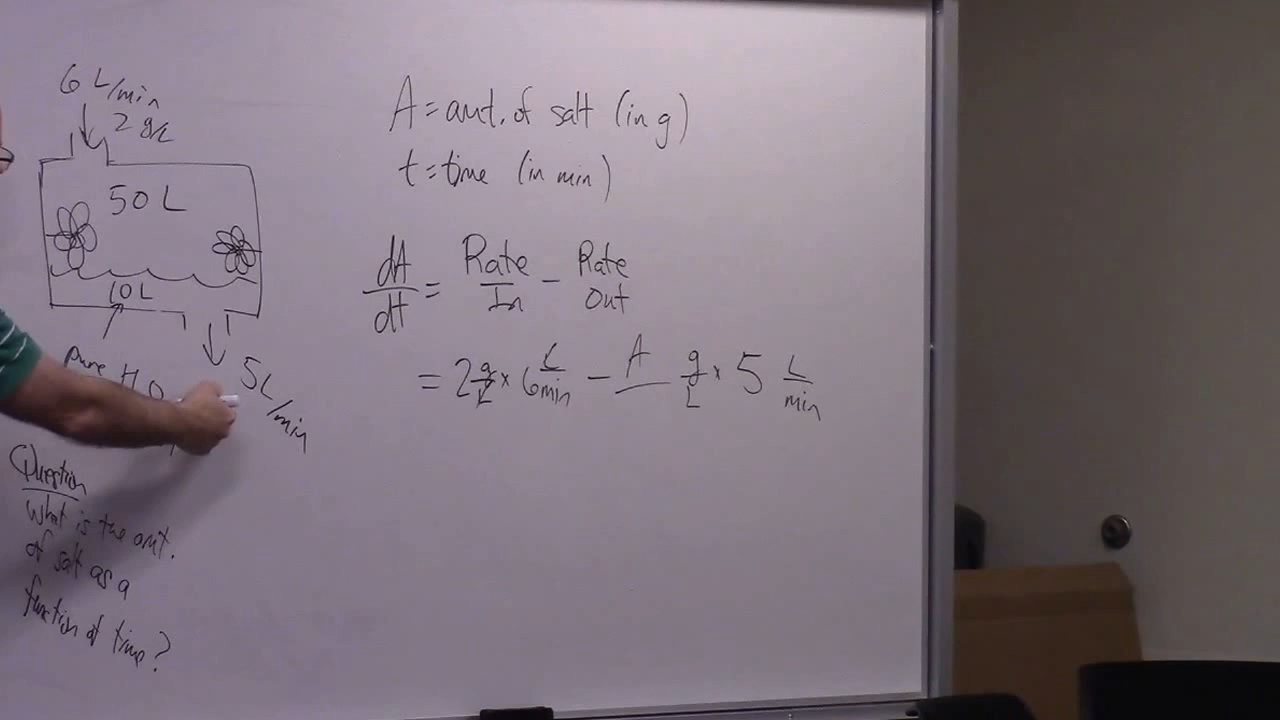 6 L/min
2 g/L
50 L
10 L
pure H2O
5 L/min
Question
What is the amt.
of salt as a
function of time?
A = amt. of salt (in g)
t = time (in min)
dA/dt = Rate In - Rate Out
= 2 g/L × 6 L/min - A/ g/L × 5 L/min